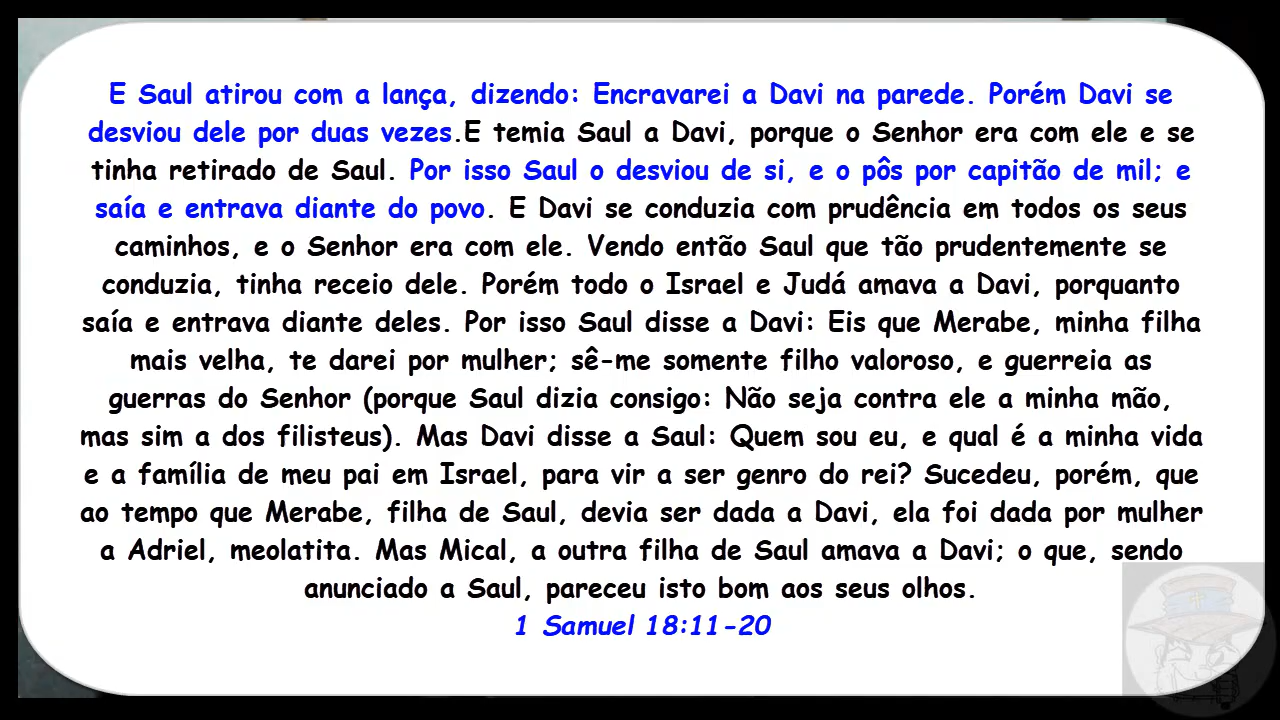 E Saul atirou com a lança, dizendo: Encravarei a Davi na parede. Porém Davi se
desviou dele por duas vezes.E temia Saul a Davi, porque o Senhor era com ele e se
tinha retirado de Saul. Por isso Saul o desviou de si, e o pôs por capitão de mil; e
saía e entrava diante do povo. E Davi se conduzia com prudência em todos os seus
caminhos, e o Senhor era com ele. Vendo então Saul que tão prudentemente se
conduzia, tinha receio dele. Porém todo o Israel e Judá amava a Davi, porquanto
saía e entrava diante deles. Por isso Saul disse a Davi: Eis que Merabe, minha filha
mais velha, te darei por mulher; sê-me somente filho valoroso, e guerreia as
guerras do Senhor (porque Saul dizia consigo: Não seja contra ele a minha mão,
mas sim a dos filisteus). Mas Davi disse a Saul: Quem sou eu, e qual é a minha vida
e a família de meu pai em Israel, para vir a ser genro do rei? Sucedeu, porém, que
ao tempo que Merabe, filha de Saul, devia ser dada a Davi, ela foi dada por mulher
a Adriel, meolatita. Mas Mical, a outra filha de Saul amava a Davi; o que, sendo
anunciado a Saul, pareceu isto bom aos seus olhos.
1 Samuel 18:11-20